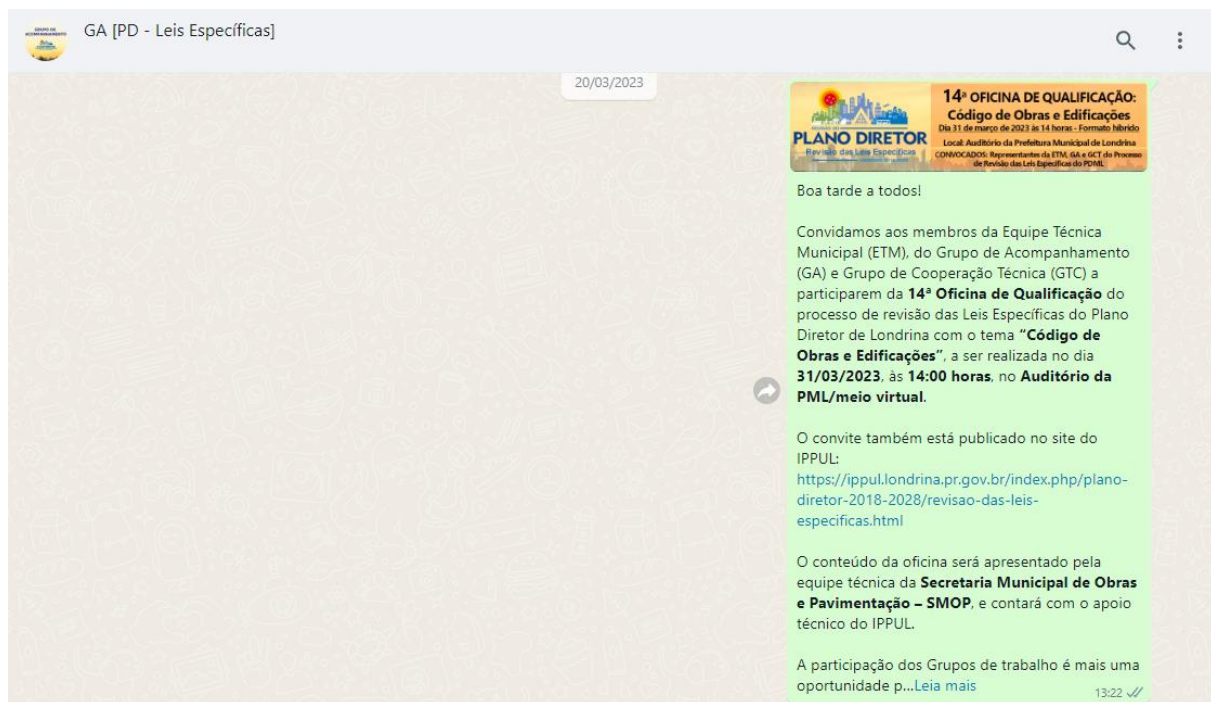 GRUPO DE
ACOMPANHAMENTO
GA [PD - Leis Específicas]
20/03/2023
PLANO DIRETOR
Revisão das Leis Específicas
14ª OFICINA DE QUALIFICAÇÃO:
Código de Obras e Edificações
Dia 31 de março de 2023 às 14 horas - Formato híbrido
Local: Auditório da Prefeitura Municipal de Londrina
CONVOCADOS: Representantes da ETM, GA e GCT do Processo
de Revisão das Leis Específicas do PDML
Boa tarde a todos!
Convidamos aos membros da Equipe Técnica
Municipal (ETM), do Grupo de Acompanhamento
(GA) e Grupo de Cooperação Técnica (GTC) a
participarem da 14ª Oficina de Qualificação do
processo de revisão das Leis Específicas do Plano
Diretor de Londrina com o tema “Código de
Obras e Edificações”, a ser realizada no dia
31/03/2023, às 14:00 horas, no Auditório da
PML/meio virtual.
O convite também está publicado no site do
IPPUL:
https://ippul.londrina.pr.gov.br/index.php/plano-
diretor-2018-2028/revisao-das-leis-
especificas.html
O conteúdo da oficina será apresentado pela
equipe técnica da Secretaria Municipal de Obras
e Pavimentação – SMOP, e contará com o apoio
técnico do IPPUL.
A participação dos Grupos de trabalho é mais uma
oportunidade p...Leia mais
13:22